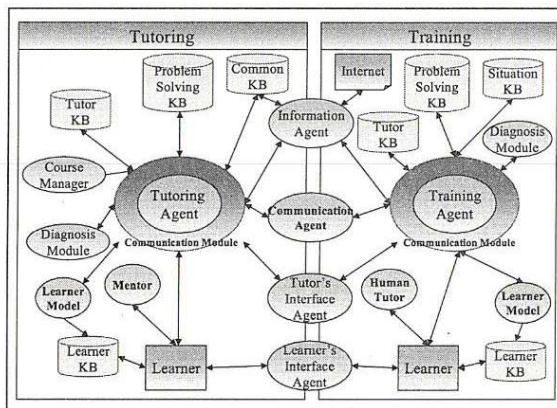 Tutoring
Training
Tutor
KB
Problem
Solving
KB
Common
KB
Internet
Problem
Solving
KB
Situation
KB
Information
Agent
Tutor
KB
Course
Manager
Diagnosis
Module
Tutoring
Agent
Communication Module
Communication
Agent
Training
Agent
Communication Module
Diagnosis
Module
Learner
Model
Mentor
Tutor's
Interface
Agent
Human
Tutor
Learner
Model
Learner
KB
Learner
Learner's
Interface
Agent
Learner
Learner
KB